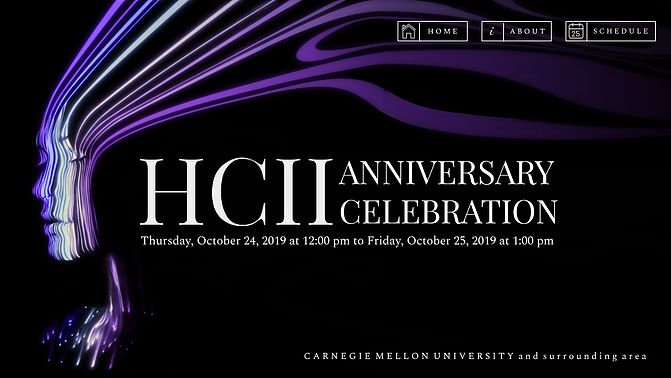 HOME
i ABOUT
25 SCHEDULE
HCII ANNIVERSARY
CELEBRATION
Thursday, October 24, 2019 at 12:00 pm to Friday, October 25, 2019 at 1:00 pm
CARNEGIE MELLON UNIVERSITY and surrounding area